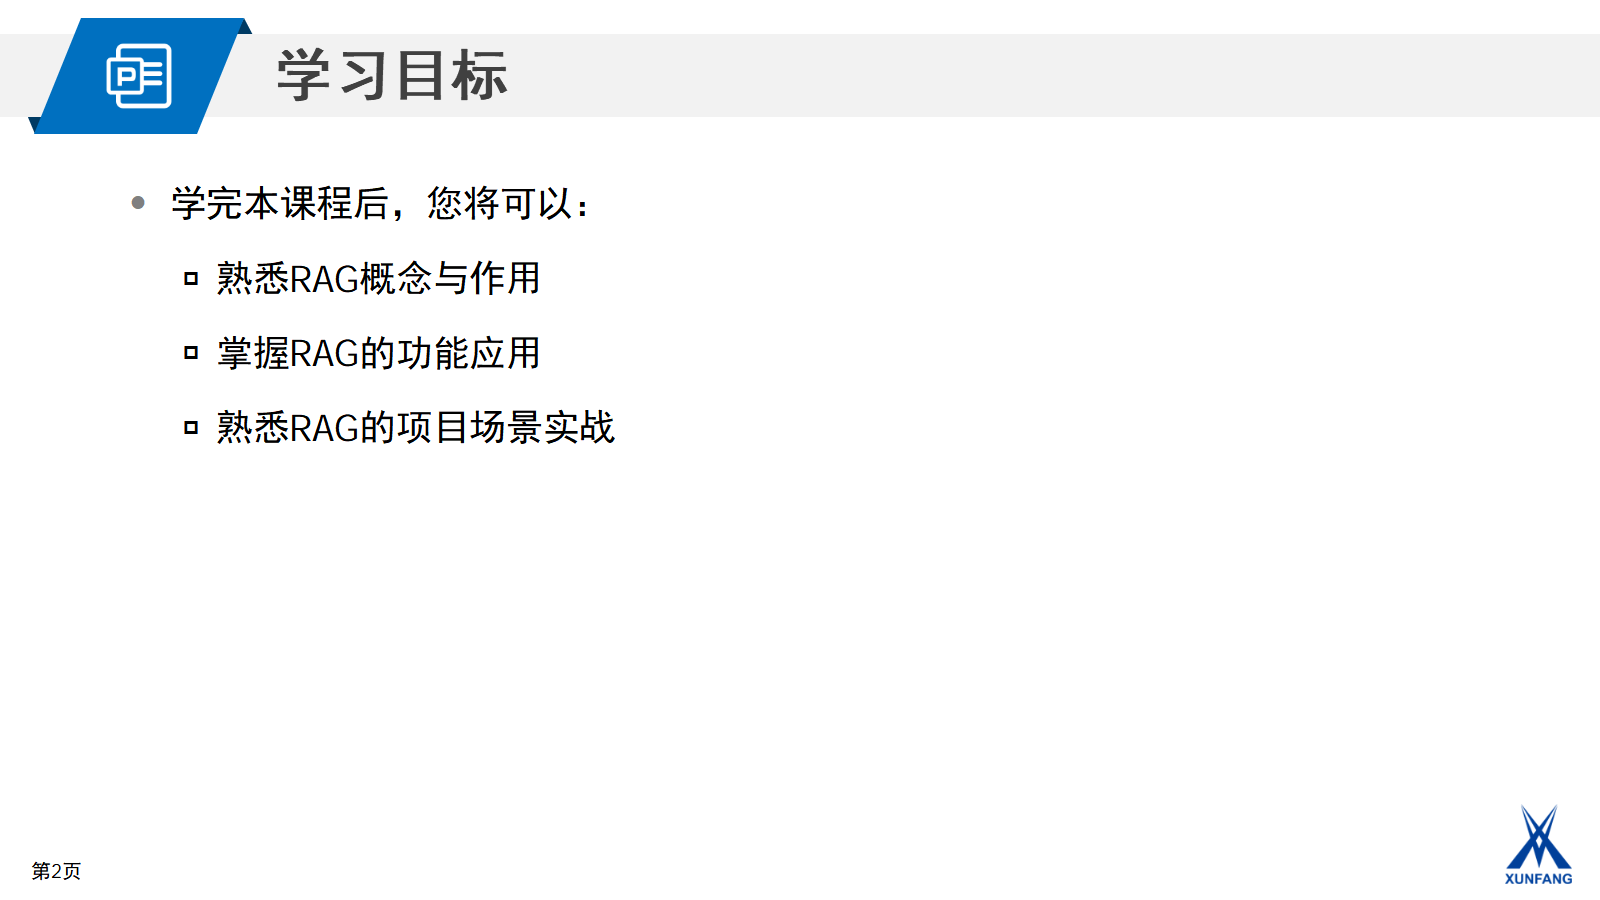 学习目标
学完本课程后，您将可以：
熟悉RAG概念与作用
掌握RAG的功能应用
熟悉RAG的项目场景实战
第2页
XUNFANG